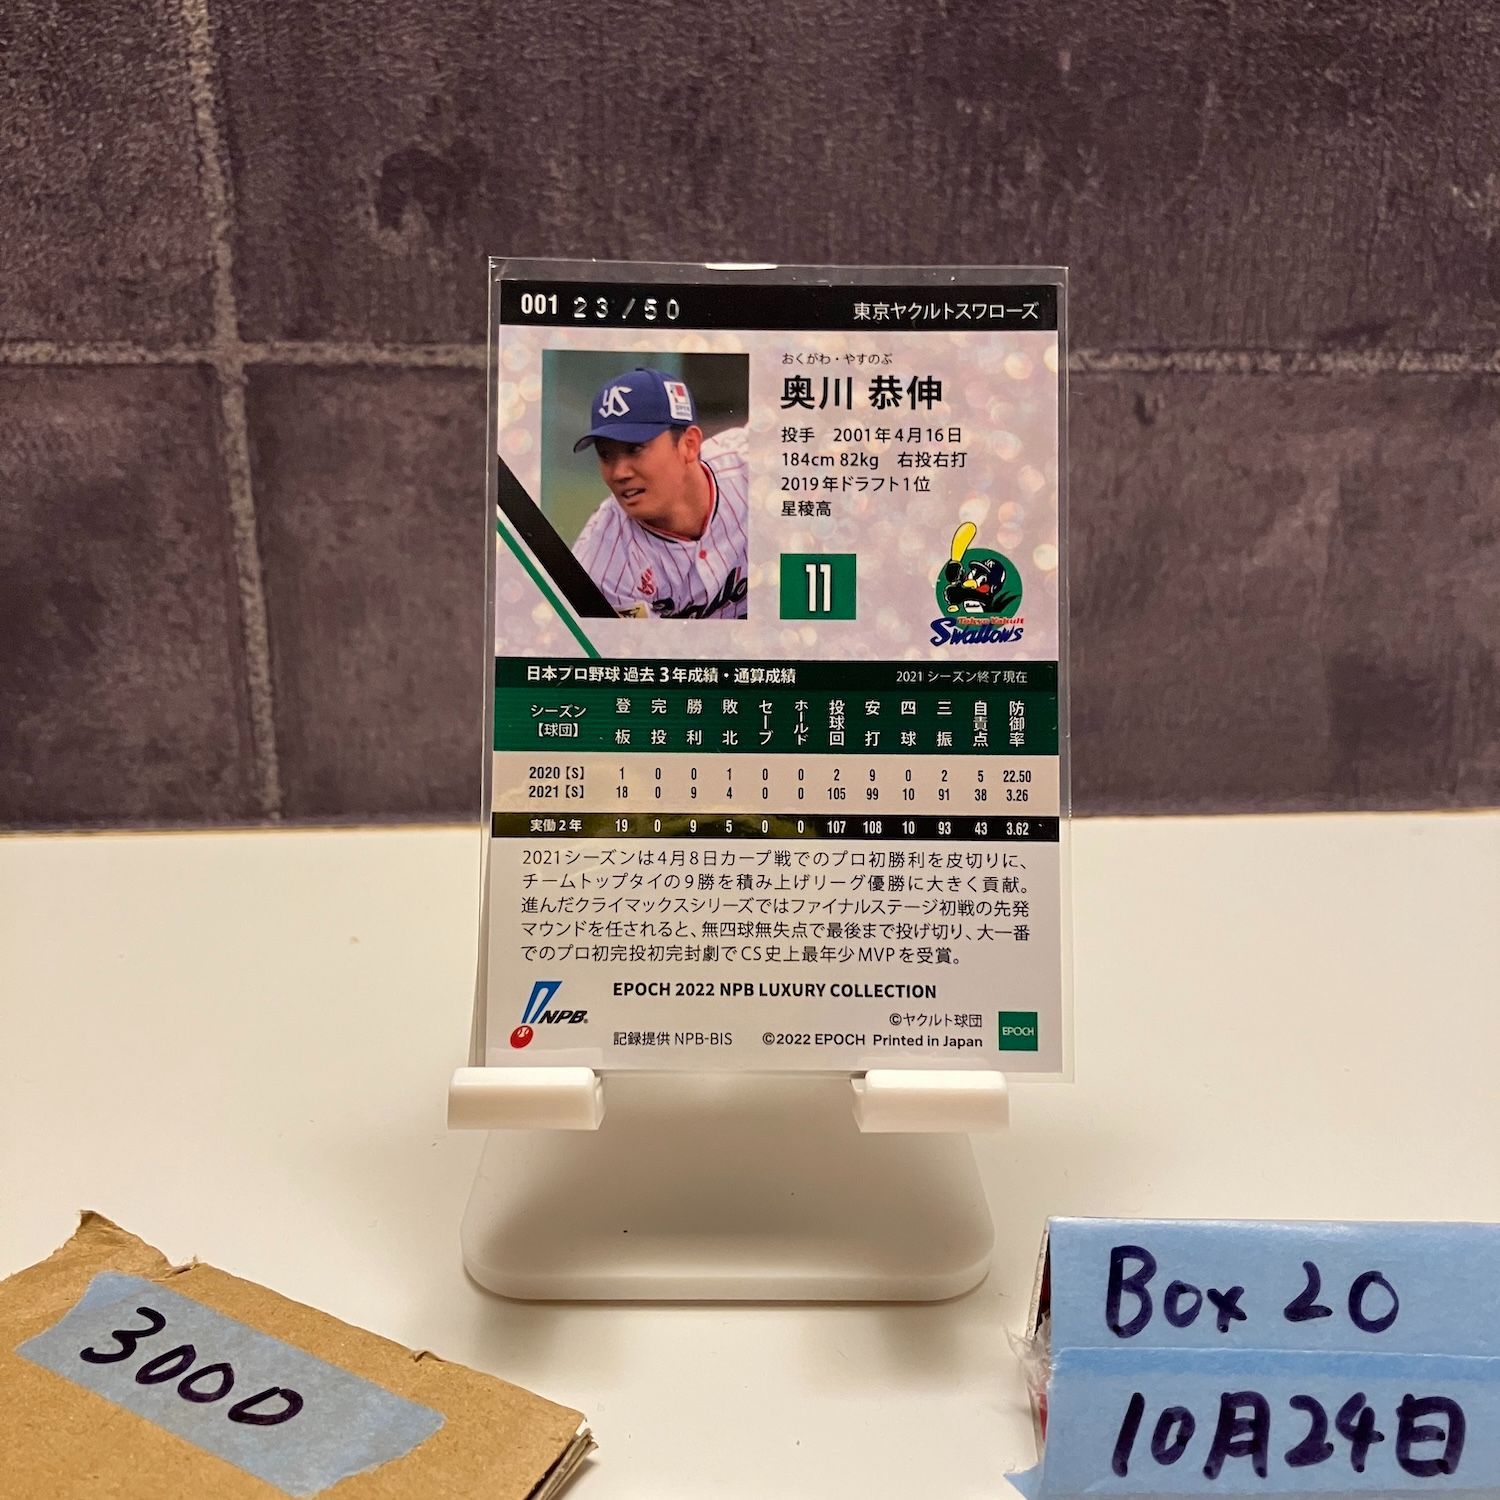 001 23/50 東京ヤクルトスワローズ
おくがわ・やすのぶ
奥川 恭伸
投手 2001年4月16日
184cm 82kg 右投右打
2019年ドラフト1位
星稜高
YS
11
Tokyo Yakult
Swallows
日本プロ野球 過去3年成績・通算成績 2021シーズン終了現在
シーズン【球団】 登板 完投 勝利 敗北 セーブ ホールド 投球回 安打 四球 三振 自責点 防御率
2020【S】 1 0 0 1 0 0 2 9 0 2 5 22.50
2021【S】 18 0 9 4 0 0 105 99 10 91 38 3.26
実働2年 19 0 9 5 0 0 107 108 10 93 43 3.62
2021シーズンは4月8日カープ戦でのプロ初勝利を皮切りに、
チームトップタイの9勝を積み上げリーグ優勝に大きく貢献。
進んだクライマックスシリーズではファイナルステージ初戦の先発
マウンドを任されると、無四球無失点で最後まで投げ切り、大一番
でのプロ初完投初完封劇でCS史上最年少MVPを受賞。
NPB
EPOCH 2022 NPB LUXURY COLLECTION
©ヤクルト球団
記録提供 NPB-BIS ©2022 EPOCH Printed in Japan
EPOCH
300D
Box 20
10月24日